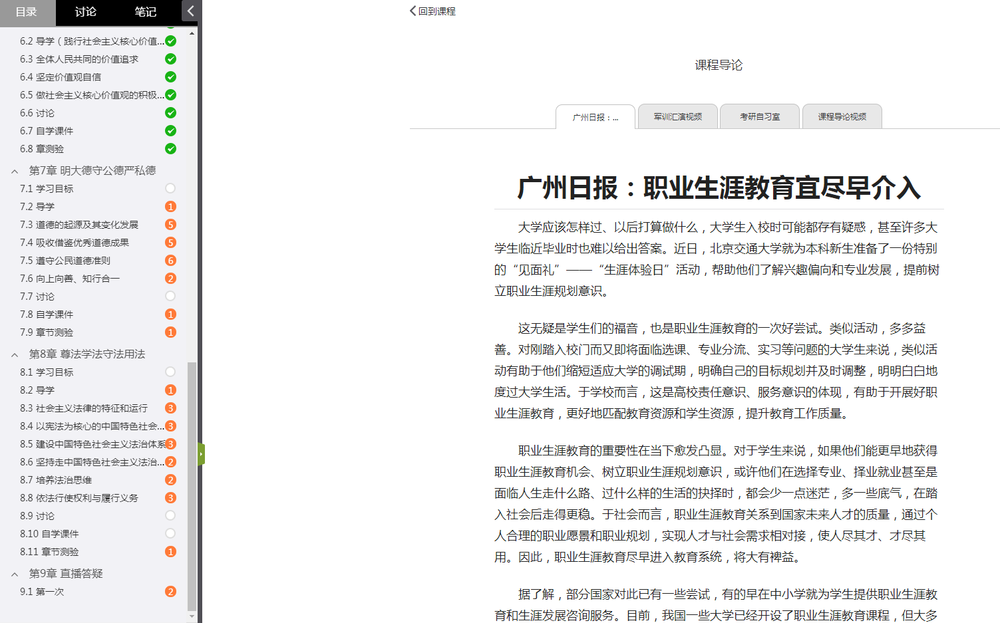 目录 讨论 笔记
6.2 导学（践行社会主义核心价值...
6.3 全体人民共同的价值追求
6.4 坚定价值观自信
6.5 做社会主义核心价值观的积极...
6.6 讨论
6.7 自学课件
6.8 章测验
第7章 明大德守公德严私德
7.1 学习目标
7.2 导学 1
7.3 道德的起源及其变化发展 5
7.4 吸收借鉴优秀道德成果 5
7.5 遵守公民道德准则 6
7.6 向上向善、知行合一 2
7.7 讨论
7.8 自学课件 1
7.9 章节测验 1
第8章 尊法学法守法用法
8.1 学习目标
8.2 导学 1
8.3 社会主义法律的特征和运行 3
8.4 以宪法为核心的中国特色社会... 3
8.5 建设中国特色社会主义法治体系 3
8.6 坚持走中国特色社会主义法治... 2
8.7 培养法治思维 2
8.8 依法行使权利与履行义务 3
8.9 讨论
8.10 自学课件
8.11 章节测验 1
第9章 直播答疑
9.1 第一次 2
回到课程
课程导论
广州日报：... 军训汇演视频 考研自习室 课程导论视频
广州日报：职业生涯教育宜尽早介入
大学应该怎样过、以后打算做什么，大学生入校时可能都存有疑惑，甚至许多大
学生临近毕业时也难以给出答案。近日，北京交通大学就为本科新生准备了一份特别
的“见面礼”——“生涯体验日”活动，帮助他们了解兴趣偏向和专业发展，提前树
立职业生涯规划意识。
这无疑是学生们的福音，也是职业生涯教育的一次好尝试。类似活动，多多益
善。对刚踏入校门而又即将面临选课、专业分流、实习等问题的大学生来说，类似活
动有助于他们缩短适应大学的调试期，明确自己的目标规划并及时调整，明明白白地
度过大学生活。于学校而言，这是高校责任意识、服务意识的体现，有助于开展好职
业生涯教育，更好地匹配教育资源和学生资源，提升教育工作质量。
职业生涯教育的重要性在当下愈发凸显。对于学生来说，如果他们能更早地获得
职业生涯教育机会、树立职业生涯规划意识，或许他们在选择专业、择业就业甚至是
面临人生走什么路、过什么样的生活的抉择时，都会少一点迷茫，多一些底气，在踏
入社会后走得更稳。于社会而言，职业生涯教育关系到国家未来人才的质量，通过个
人合理的职业愿景和职业规划，实现人才与社会需求相对接，使人尽其才、才尽其
用。因此，职业生涯教育尽早进入教育系统，将大有裨益。
据了解，部分国家对此已有一些尝试，有的早在中小学就为学生提供职业生涯教
育和生涯发展咨询服务。目前，我国一些大学已经开设了职业生涯教育课程，但大多